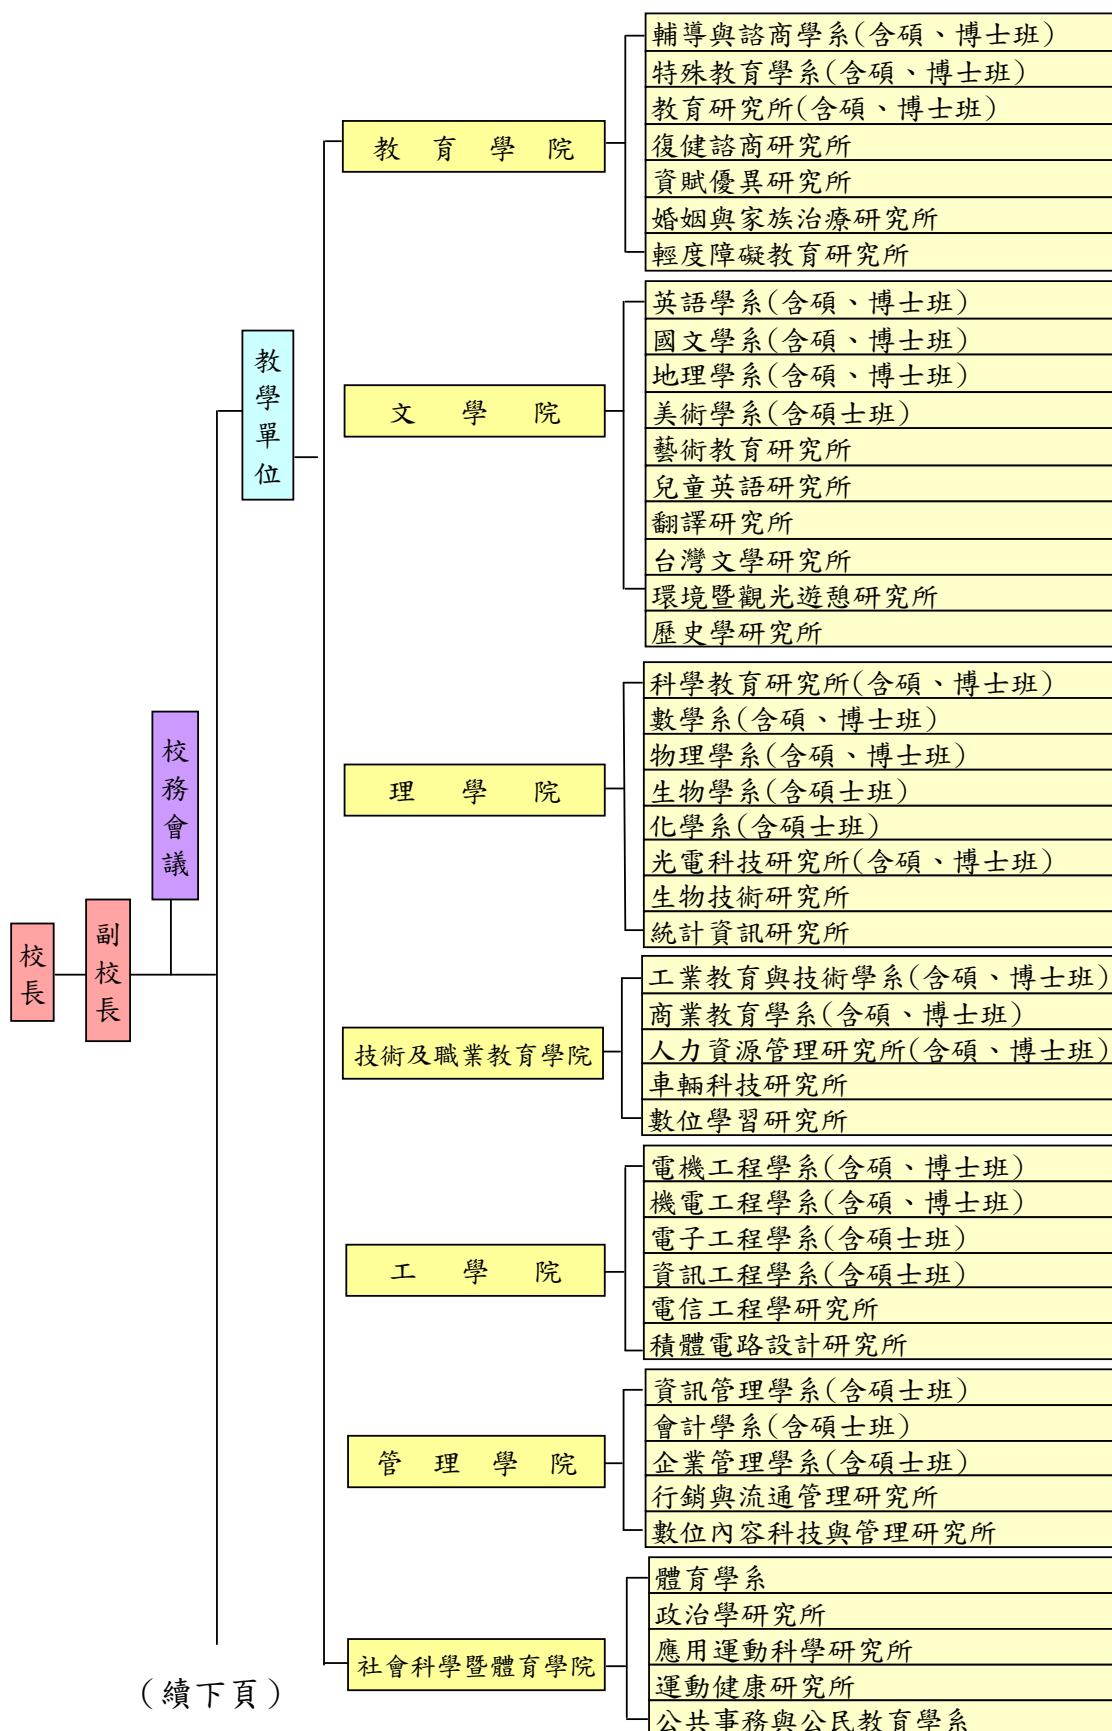 校長
副校長
校務會議
教學單位
教育學院
輔導與諮商學系(含碩、博士班)
特殊教育學系(含碩、博士班)
教育研究所(含碩、博士班)
復健諮商研究所
資賦優異研究所
婚姻與家族治療研究所
輕度障礙教育研究所
文學院
英語學系(含碩、博士班)
國文學系(含碩、博士班)
地理學系(含碩、博士班)
美術學系(含碩士班)
藝術教育研究所
兒童英語研究所
翻譯研究所
台灣文學研究所
環境暨觀光遊憩研究所
歷史學研究所
理學院
科學教育研究所(含碩、博士班)
數學系(含碩、博士班)
物理學系(含碩、博士班)
生物學系(含碩士班)
化學系(含碩士班)
光電科技研究所(含碩、博士班)
生物技術研究所
統計資訊研究所
技術及職業教育學院
工業教育與技術學系(含碩、博士班)
商業教育學系(含碩、博士班)
人力資源管理研究所(含碩、博士班)
車輛科技研究所
數位學習研究所
工學院
電機工程學系(含碩、博士班)
機電工程學系(含碩、博士班)
電子工程學系(含碩士班)
資訊工程學系(含碩士班)
電信工程學研究所
積體電路設計研究所
管理學院
資訊管理學系(含碩士班)
會計學系(含碩士班)
企業管理學系(含碩士班)
行銷與流通管理研究所
數位內容科技與管理研究所
社會科學暨體育學院
體育學系
政治學研究所
應用運動科學研究所
運動健康研究所
公共事務與公民教育學系
(續下頁)